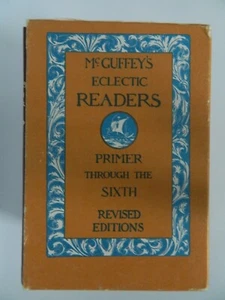 McGUFFEY'S
ECLECTIC
READERS
PRIMER
THROUGH THE
SIXTH
REVISED
EDITIONS